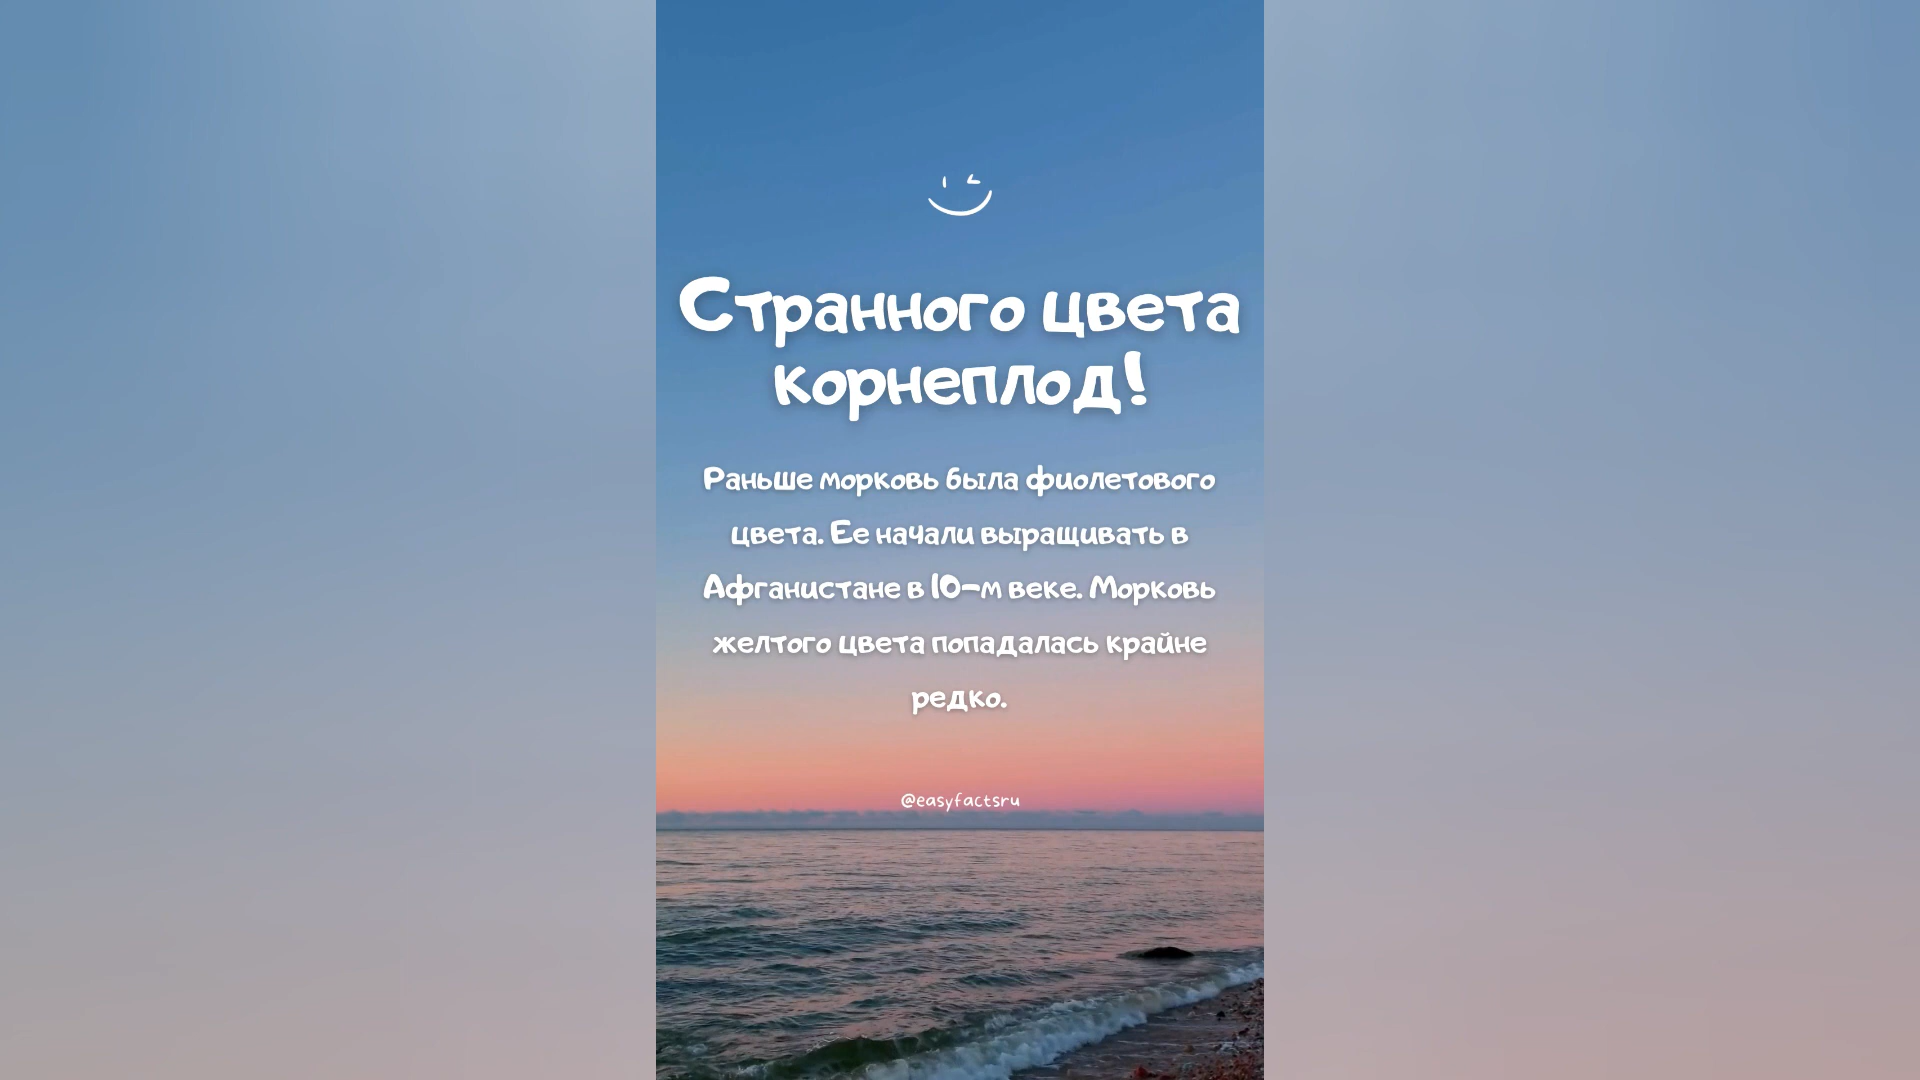 Странного цвета
корнеплод!
Раньше морковь была фиолетового
цвета. Ее начали выращивать в
Афганистане в 10-м веке. Морковь
желтого цвета попадалась крайне
редко.
@easyfactsru